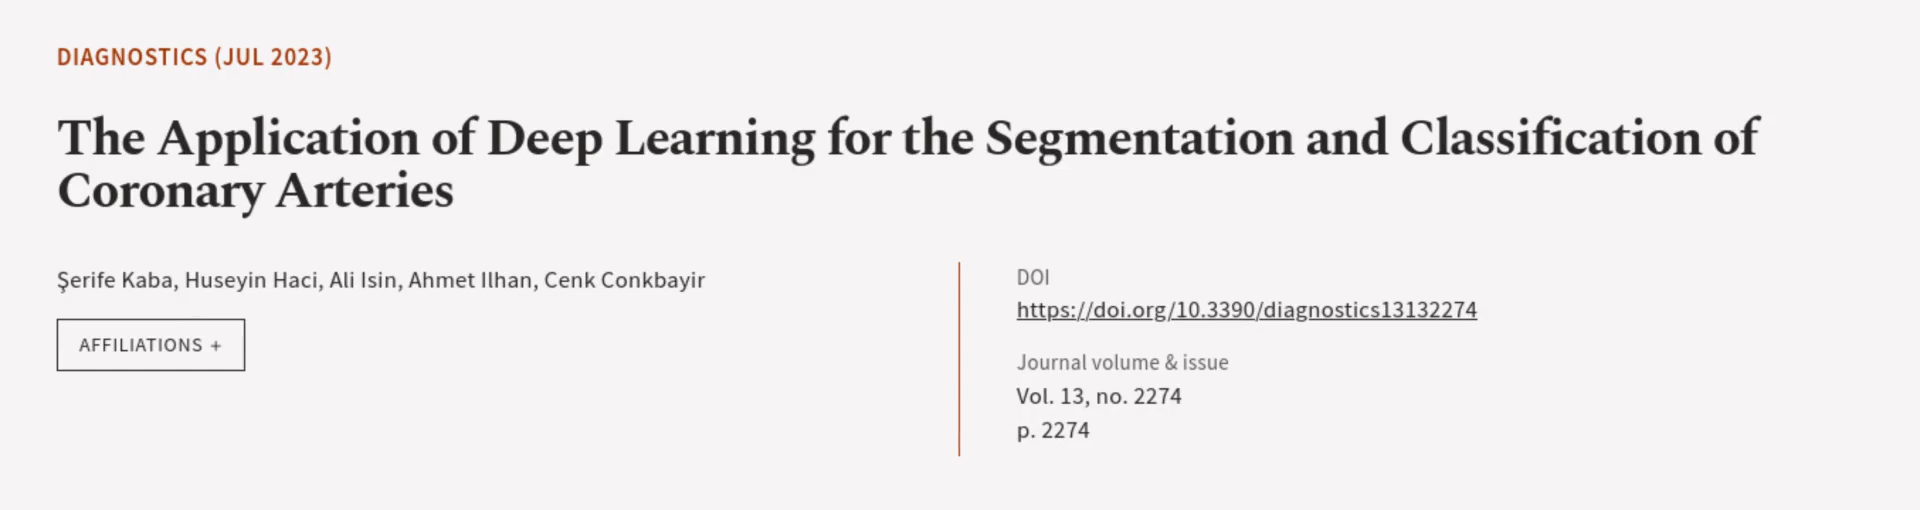 DIAGNOSTICS (JUL 2023)
The Application of Deep Learning for the Segmentation and Classification of
Coronary Arteries
Şerife Kaba, Huseyin Haci, Ali Isin, Ahmet Ilhan, Cenk Conkbayir
AFFILIATIONS +
DOI
https://doi.org/10.3390/diagnostics13132274
Journal volume & issue
Vol. 13, no. 2274
p. 2274